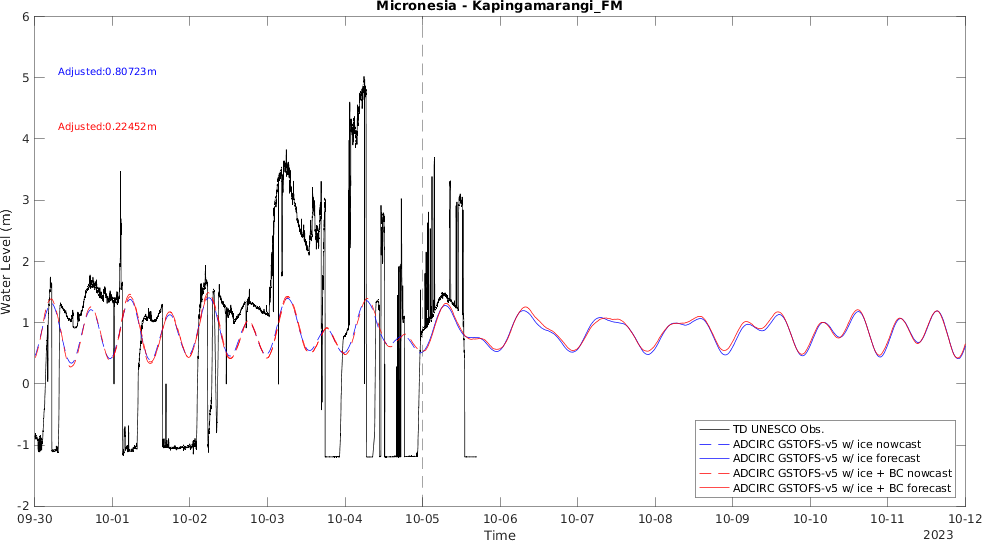 Micronesia - Kapingamarangi_FM
6
5
4
3
2
1
0
-1
-2
Water Level (m)
Adjusted:0.80723m
Adjusted:0.22452m
TD UNESCO Obs.
ADCIRC GSTOFS-v5 w/ ice nowcast
ADCIRC GSTOFS-v5 w/ ice forecast
ADCIRC GSTOFS-v5 w/ ice + BC nowcast
ADCIRC GSTOFS-v5 w/ ice + BC forecast
09-30 10-01 10-02 10-03 10-04 10-05 10-06 10-07 10-08 10-09 10-10 10-11 10-12
Time
2023